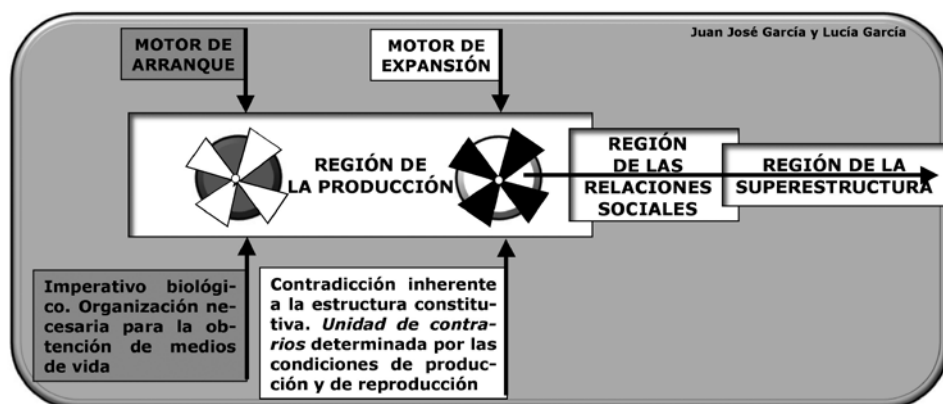 Juan José García y Lucía García
MOTOR DE
ARRANQUE
MOTOR DE
EXPANSIÓN
REGIÓN DE
LA PRODUCCIÓN
REGIÓN
DE LAS
RELACIONES
SOCIALES
REGIÓN DE LA
SUPERESTRUCTURA
Imperativo biológi-
co. Organización ne-
cesaria para la ob-
tención de medios
de vida
Contradicción inherente
a la estructura constitu-
tiva. Unidad de contra-
rios determinada por las
condiciones de produc-
ción y de reproducción